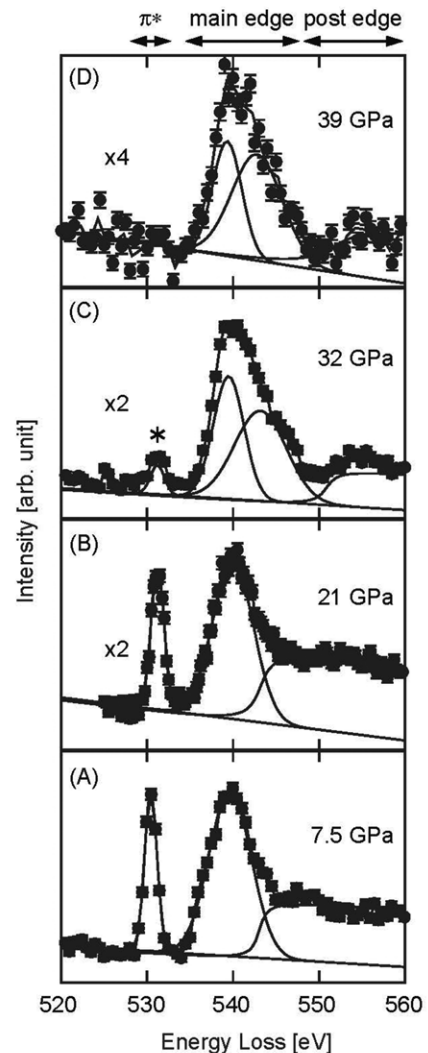 π* main edge post edge
(D)
39 GPa
x4
(C)
32 GPa
x2
*
(B)
21 GPa
x2
(A)
7.5 GPa
Intensity [arb. unit]
520 530 540 550 560
Energy Loss [eV]